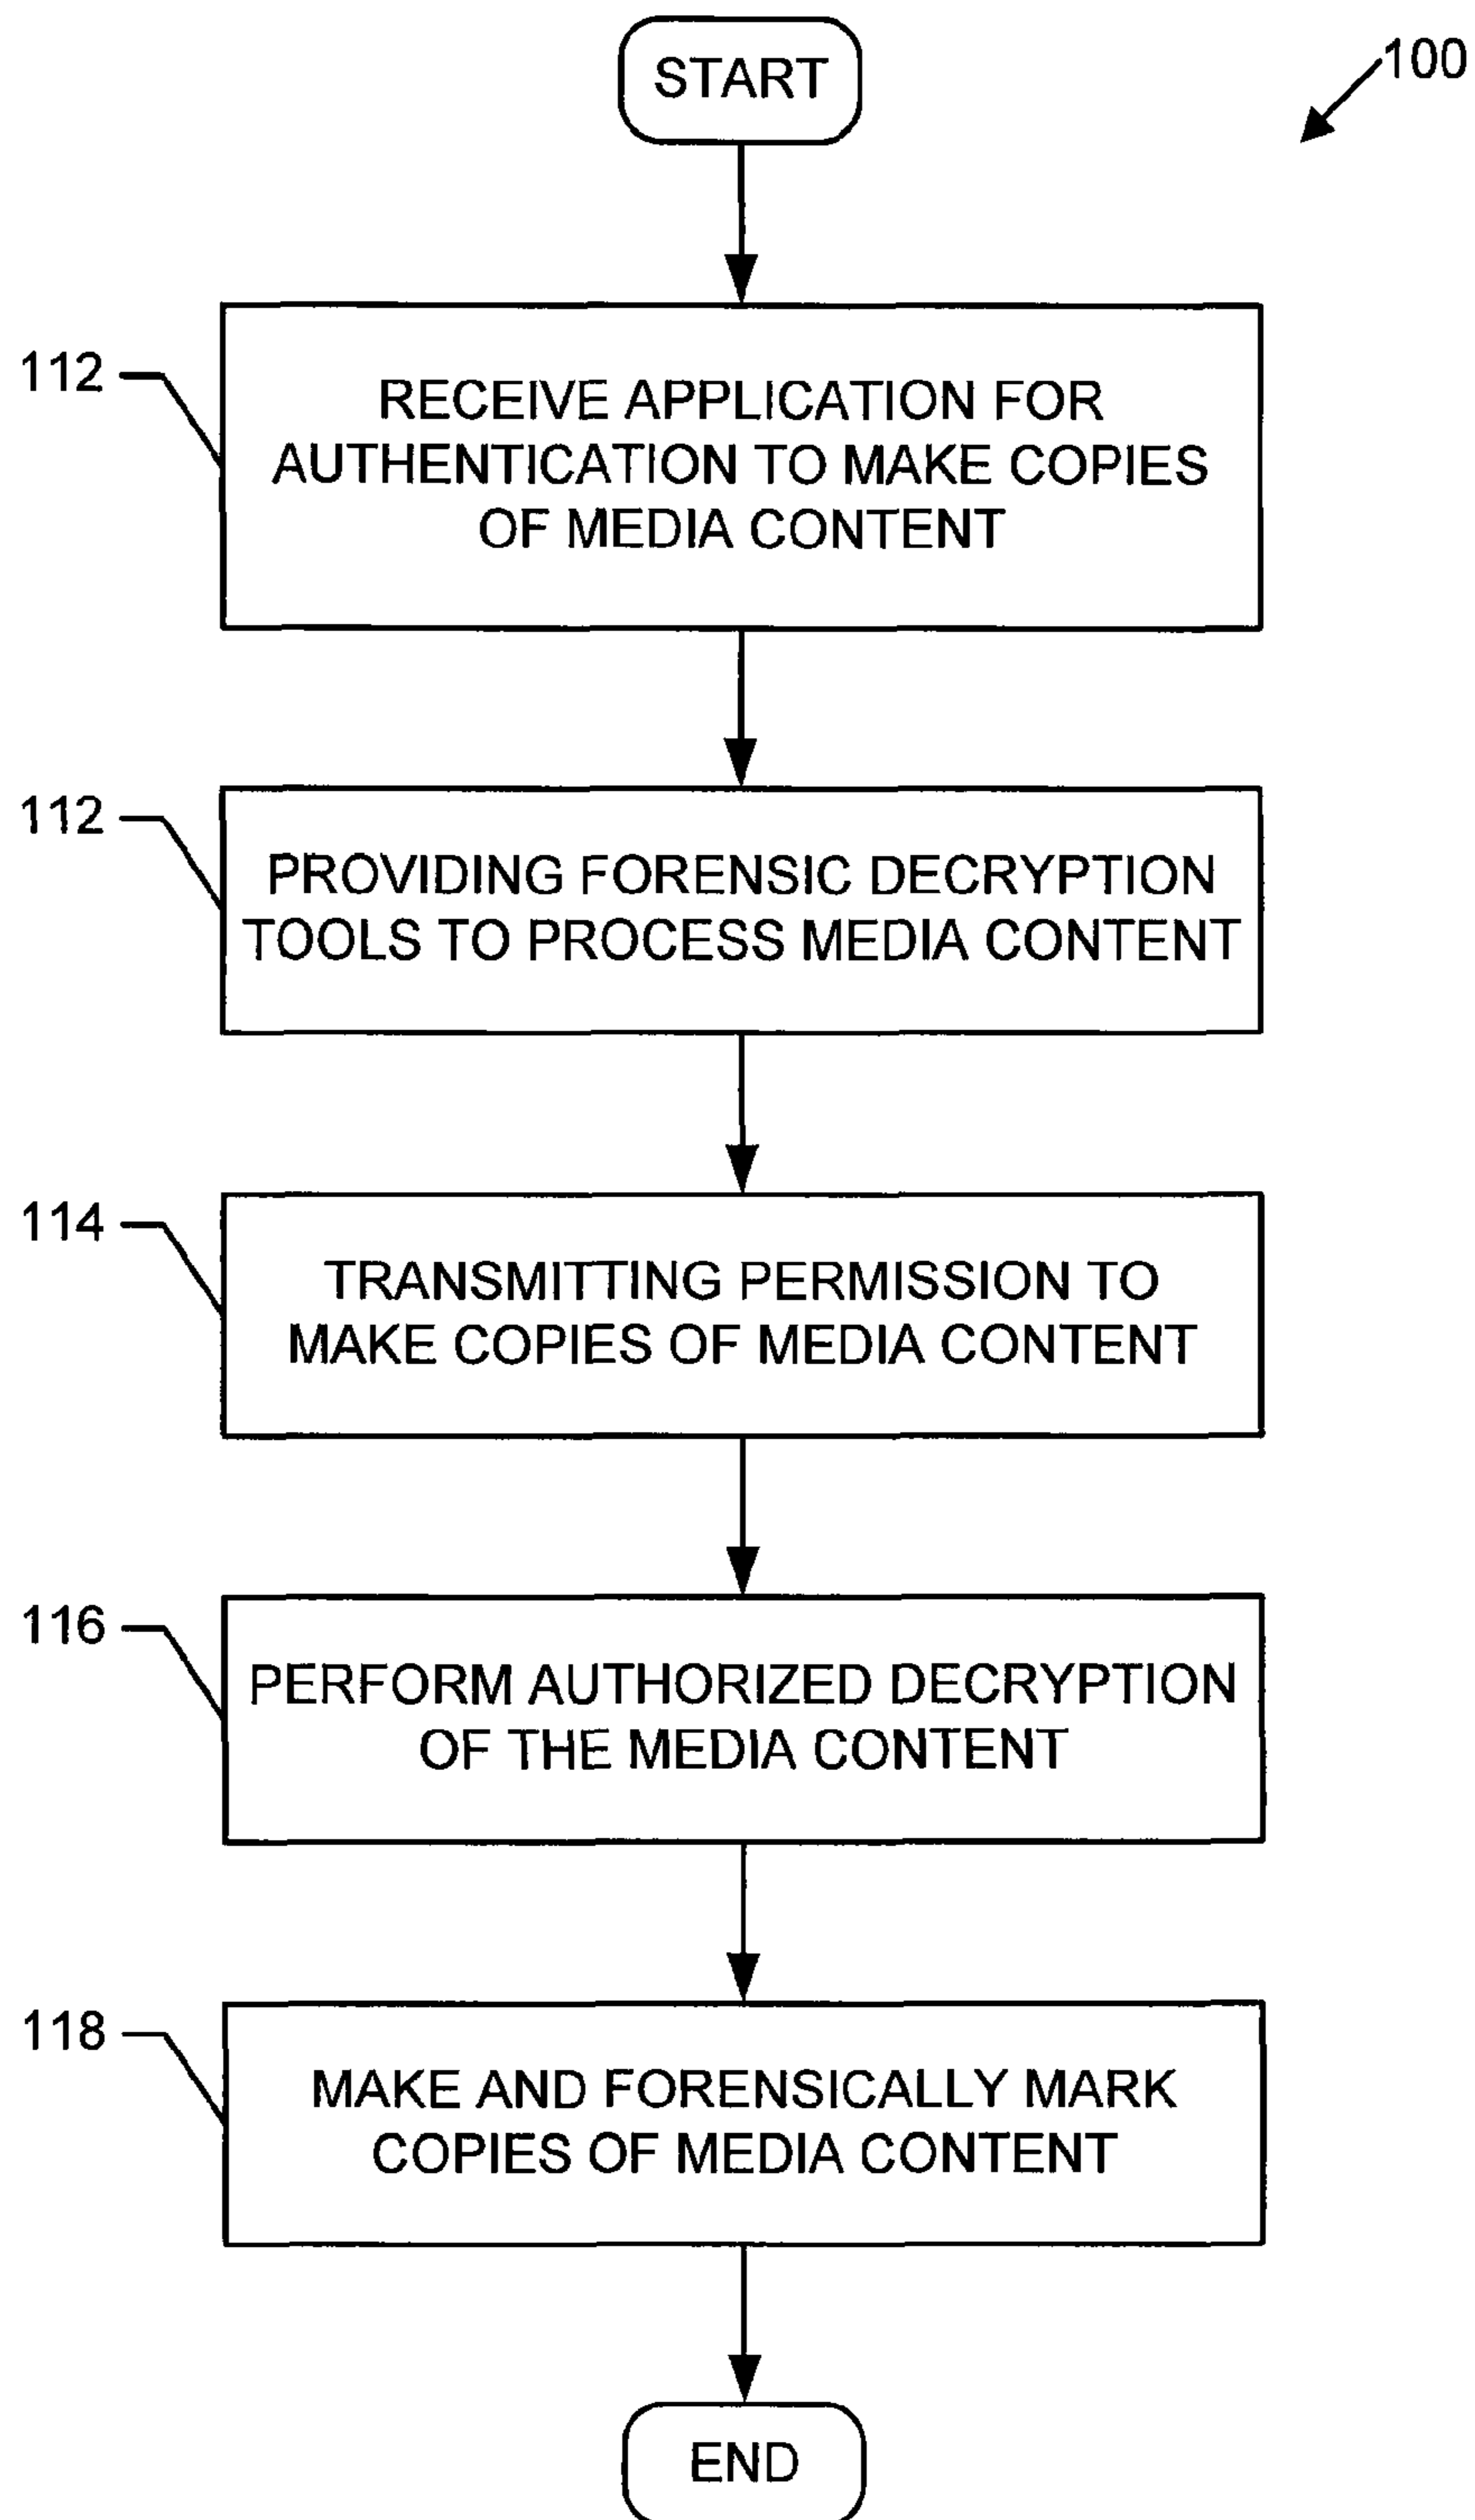 START
100
112
RECEIVE APPLICATION FOR
AUTHENTICATION TO MAKE COPIES
OF MEDIA CONTENT
112
PROVIDING FORENSIC DECRYPTION
TOOLS TO PROCESS MEDIA CONTENT
114
TRANSMITTING PERMISSION TO
MAKE COPIES OF MEDIA CONTENT
116
PERFORM AUTHORIZED DECRYPTION
OF THE MEDIA CONTENT
118
MAKE AND FORENSICALLY MARK
COPIES OF MEDIA CONTENT
END